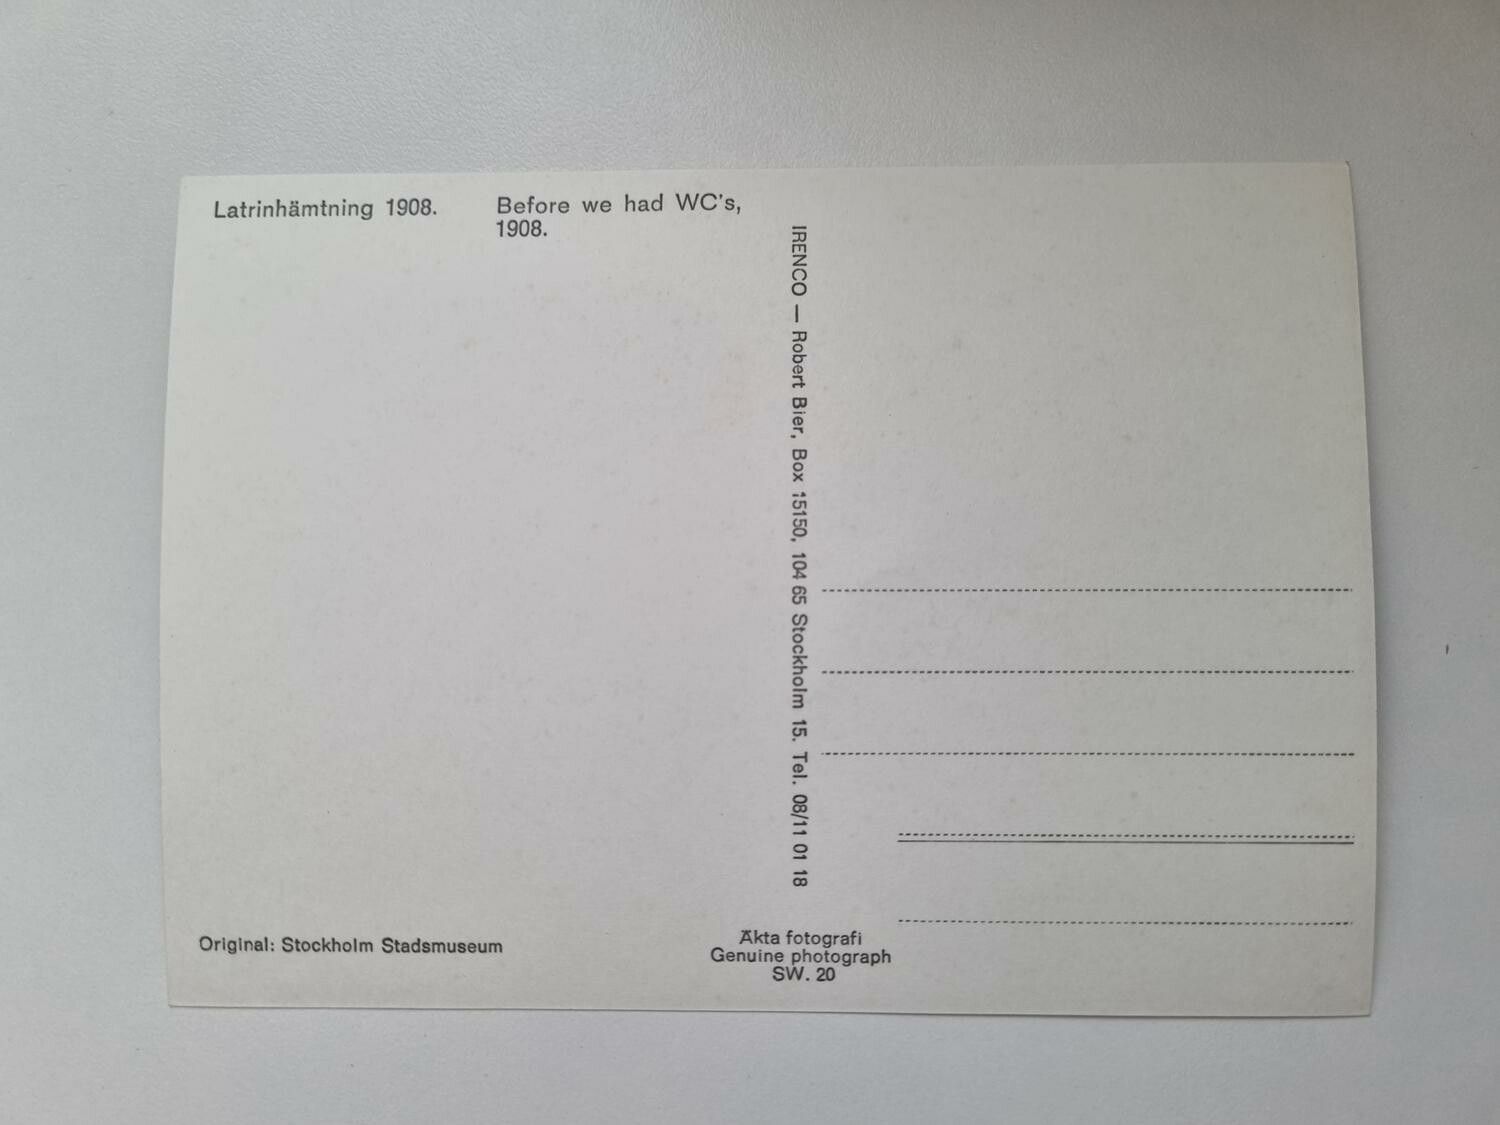 Latrinhämtning 1908.
Before we had WC's,
1908.
IRENCO — Robert Bier, Box 15150, 104 65 Stockholm 15. Tel. 08/11 01 18
Original: Stockholm Stadsmuseum
Äkta fotografi
Genuine photograph
SW. 20